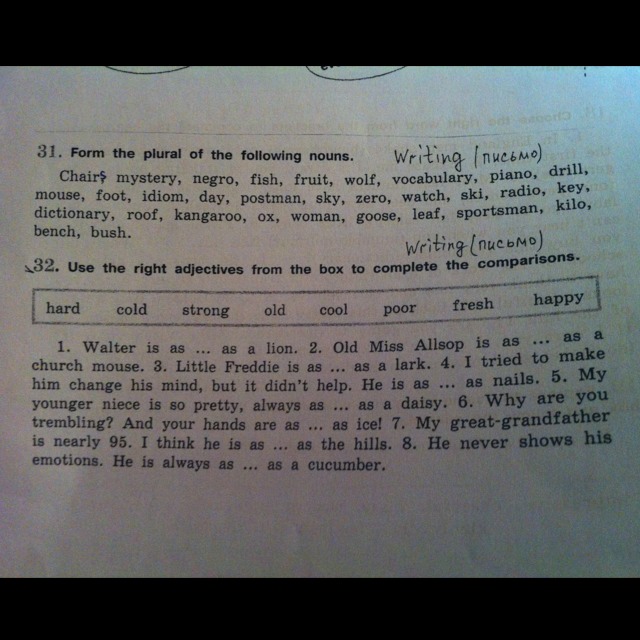 31. Form the plural of the following nouns. Writing (письмо)
Chairs mystery, negro, fish, fruit, wolf, vocabulary, piano, drill,
mouse, foot, idiom, day, postman, sky, zero, watch, ski, radio, key,
dictionary, roof, kangaroo, ox, woman, goose, leaf, sportsman, kilo,
bench, bush.
Writing (письмо)
32. Use the right adjectives from the box to complete the comparisons.
hard cold strong old cool poor fresh happy
1. Walter is as ... as a lion. 2. Old Miss Allsop is as ... as a
church mouse. 3. Little Freddie is as ... as a lark. 4. I tried to make
him change his mind, but it didn't help. He is as ... as nails. 5. My
younger niece is so pretty, always as ... as a daisy. 6. Why are you
trembling? And your hands are as ... as ice! 7. My great-grandfather
is nearly 95. I think he is as ... as the hills. 8. He never shows his
emotions. He is always as ... as a cucumber.